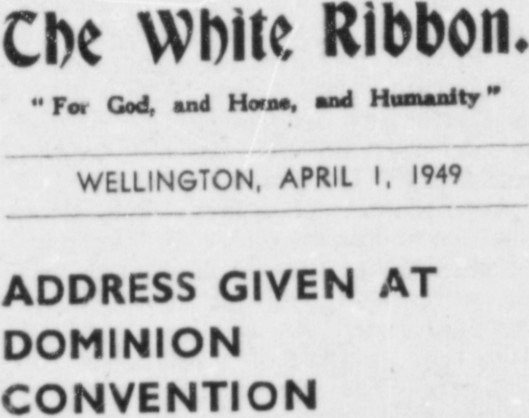 The White Ribbon.
"For God, and Home, and Humanity"
WELLINGTON, APRIL 1, 1949
ADDRESS GIVEN AT
DOMINION
CONVENTION